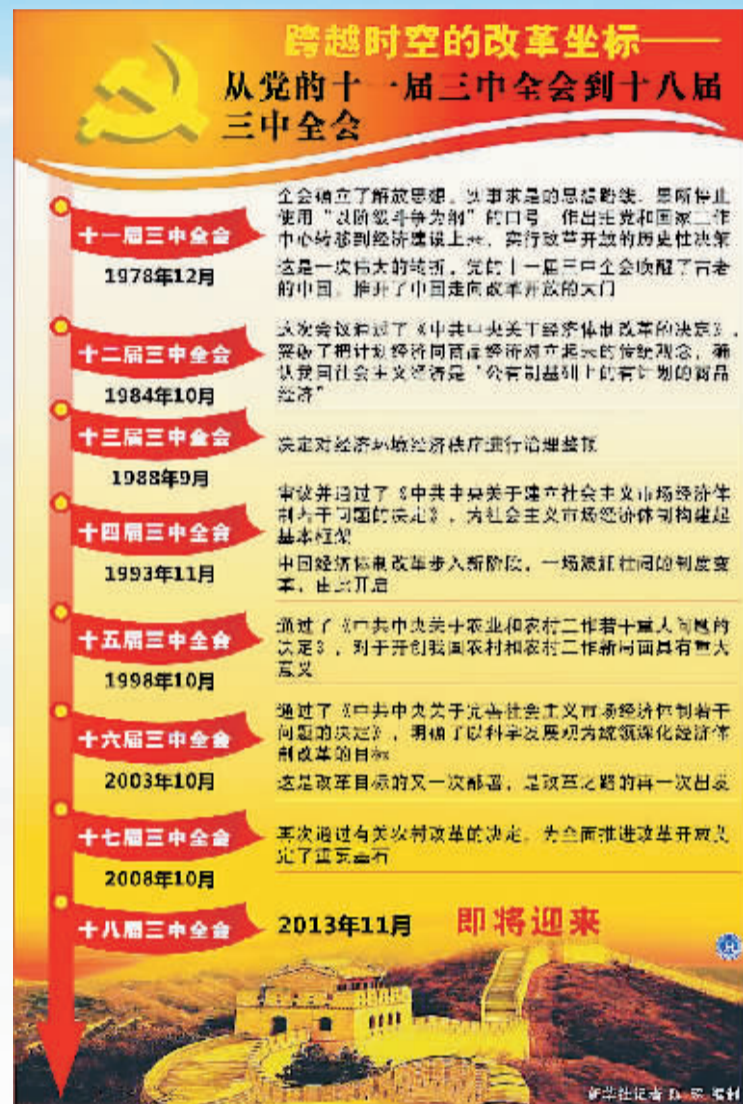 跨越时空的改革坐标——
从党的十一届三中全会到十八届
三中全会
十一届三中全会
1978年12月
全会确立了解放思想、实事求是的思想路线，果断停止
使用“以阶级斗争为纲”的口号，作出把党和国家工作
中心转移到经济建设上来、实行改革开放的历史性决策
这是一次伟大的转折，党的十一届三中全会唤醒了古老
的中国，推开了中国走向改革开放的大门
十二届三中全会
1984年10月
这次会议通过了《中共中央关于经济体制改革的决定》，
突破了把计划经济同商品经济对立起来的传统观念，确
认我国社会主义经济是“公有制基础上的有计划的商品
经济”
十三届三中全会
1988年9月
决定对经济环境经济秩序进行治理整顿
十四届三中全会
1993年11月
审议并通过了《中共中央关于建立社会主义市场经济体
制若干问题的决定》，为社会主义市场经济体制构建起
基本框架
中国经济体制改革步入新阶段，一场波澜壮阔的制度变
革，由此开启
十五届三中全会
1998年10月
通过了《中共中央关于农业和农村工作若干重大问题的
决定》，对于开创我国农村和农村工作新局面具有重大
意义
十六届三中全会
2003年10月
通过了《中共中央关于完善社会主义市场经济体制若干
问题的决定》，明确了以科学发展观为统领深化经济体
制改革的目标
这是改革目标的又一次部署，是改革之路的再一次出发
十七届三中全会
2008年10月
再次通过有关农村改革的决定，为全面推进改革开放奠
定了重要基石
十八届三中全会
2013年11月 即将迎来
新华社记者 编制